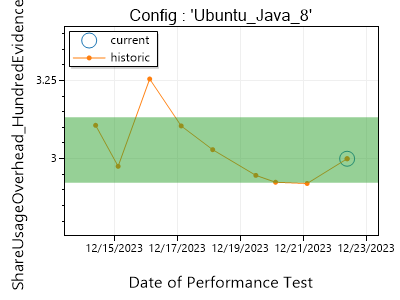 Config : 'Ubuntu_Java_8'
current
historic
ShareUsageOverhead_HundredEvidence
3.25
3
12/15/2023
12/17/2023
12/19/2023
12/21/2023
12/23/2023
Date of Performance Test